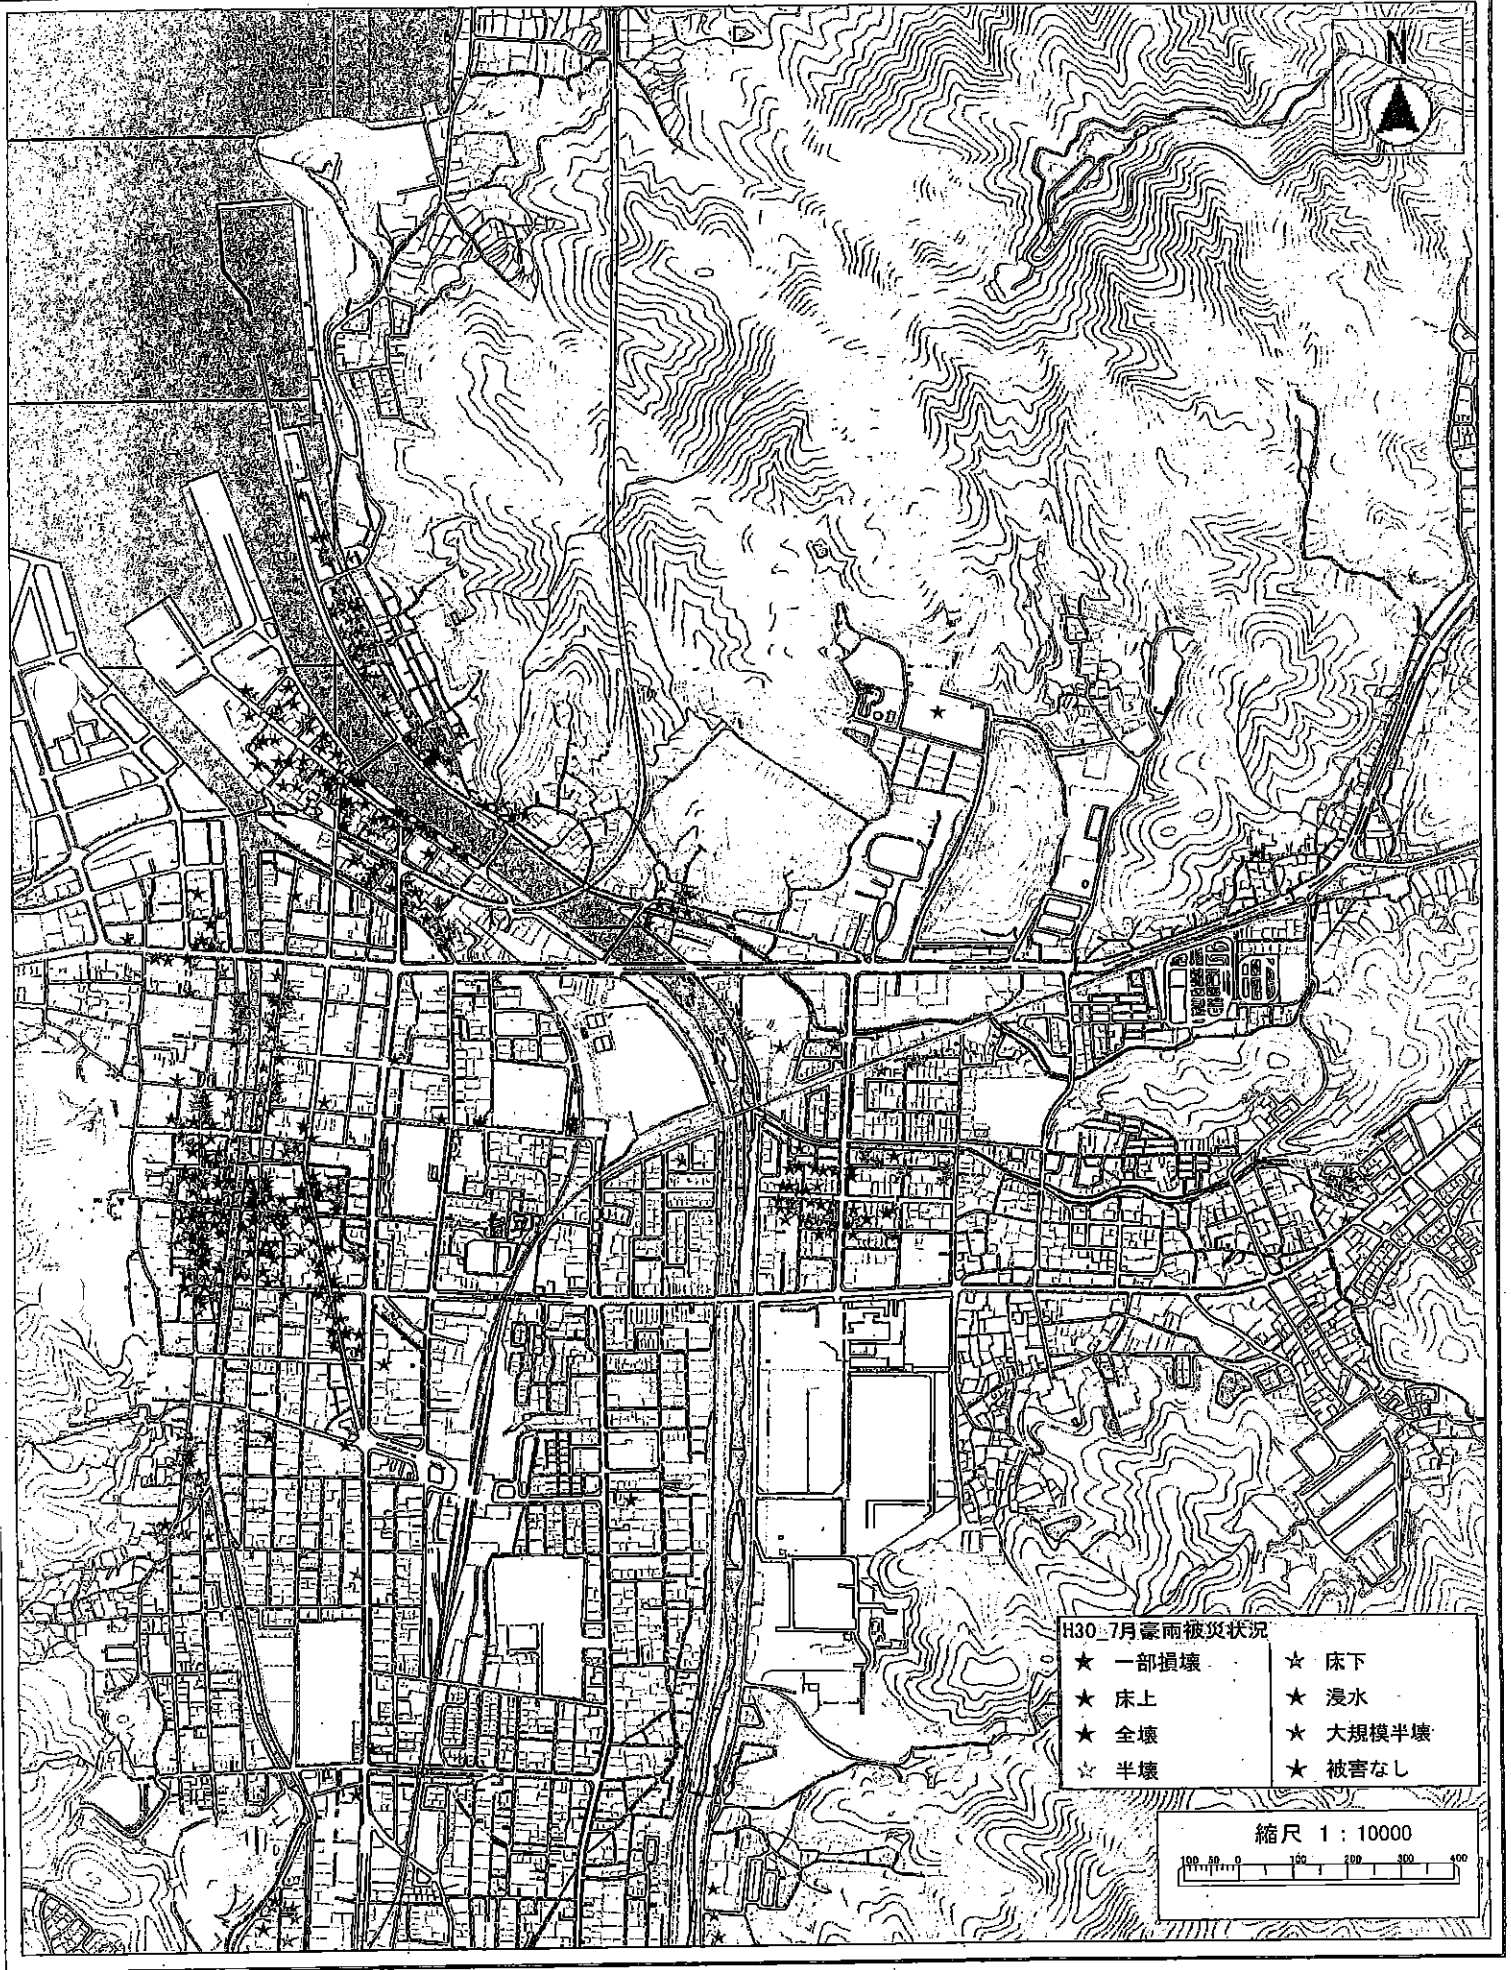 N
H30_7月豪雨被災状況
★ 一部損壊
★ 床上
★ 全壊
☆ 半壊
☆ 床下
★ 浸水
★ 大規模半壊
★ 被害なし
縮尺 1 : 10000
100 50 0 100 200 300 400